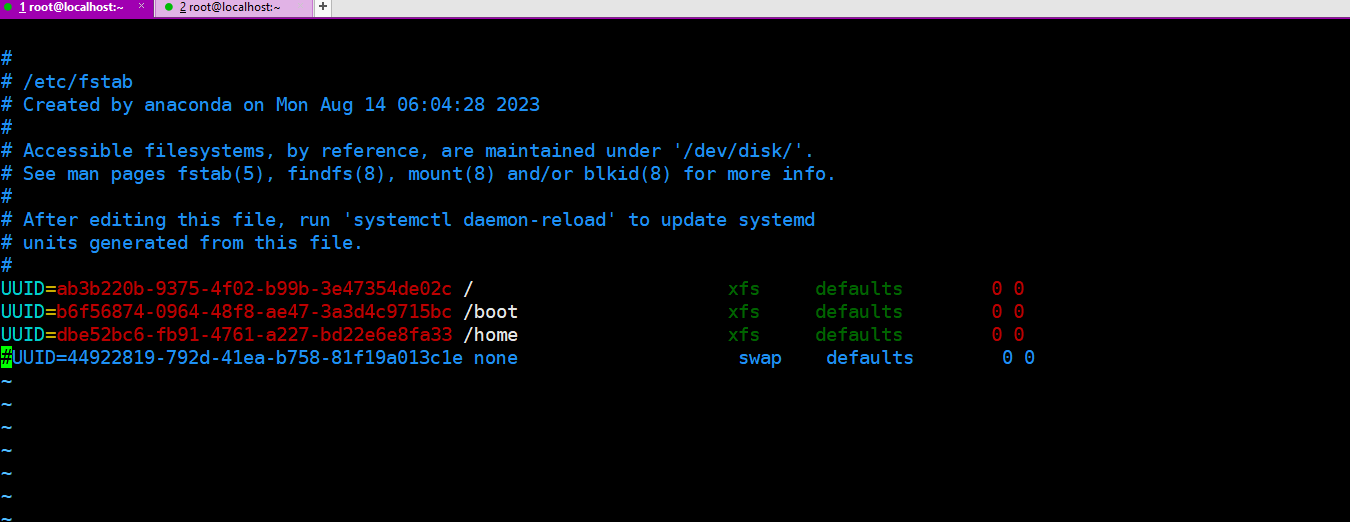 1 root@localhost:~ × 2 root@localhost:~ +
#
# /etc/fstab
# Created by anaconda on Mon Aug 14 06:04:28 2023
#
# Accessible filesystems, by reference, are maintained under '/dev/disk/'.
# See man pages fstab(5), findfs(8), mount(8) and/or blkid(8) for more info.
#
# After editing this file, run 'systemctl daemon-reload' to update systemd
# units generated from this file.
#
UUID=ab3b220b-9375-4f02-b99b-3e47354de02c / xfs defaults 0 0
UUID=b6f56874-0964-48f8-ae47-3a3d4c9715bc /boot xfs defaults 0 0
UUID=dbe52bc6-fb91-4761-a227-bd22e6e8fa33 /home xfs defaults 0 0
#UUID=44922819-792d-41ea-b758-81f19a013c1e none swap defaults 0 0
~
~
~
~
~
~
~